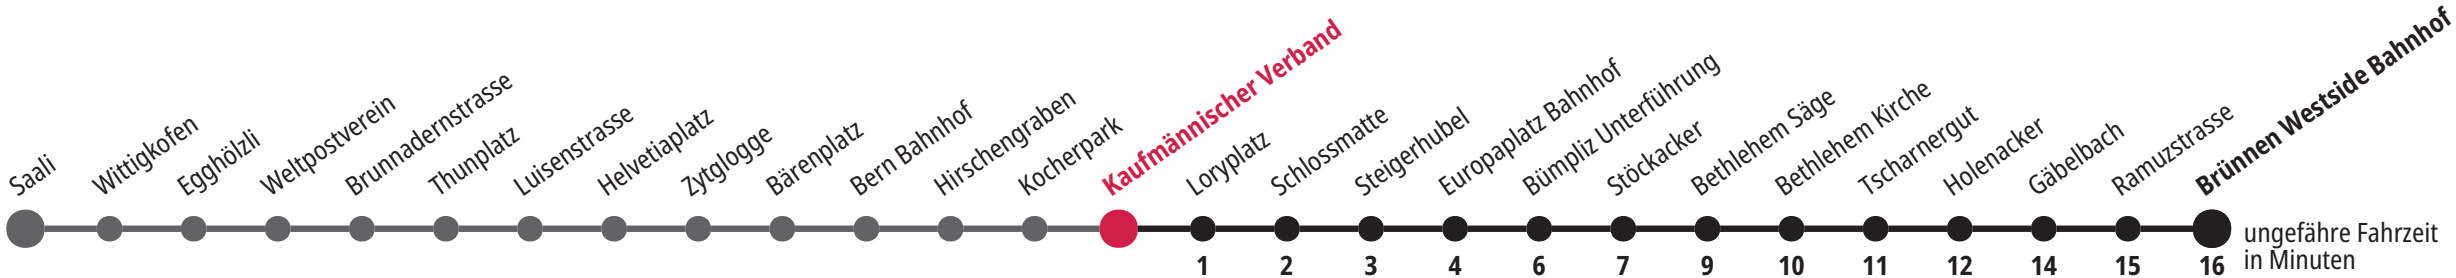 Saali
Wittigkofen
Egghölzli
Weltpostverein
Brunnadernstrasse
Thunplatz
Luisenstrasse
Helvetiaplatz
Zytglogge
Bärenplatz
Bern Bahnhof
Hirschengraben
Kocherpark
Kaufmännischer Verband
Loryplatz
Schlossmatte
Steigerhubel
Europaplatz Bahnhof
Bümpliz Unterführung
Stöckacker
Bethlehem Säge
Bethlehem Kirche
Tscharnergut
Holenacker
Gäbelbach
Ramuzstrasse
Brünnen Westside Bahnhof
1 2 3 4 6 7 9 10 11 12 14 15 16
ungefähre Fahrzeit
in Minuten